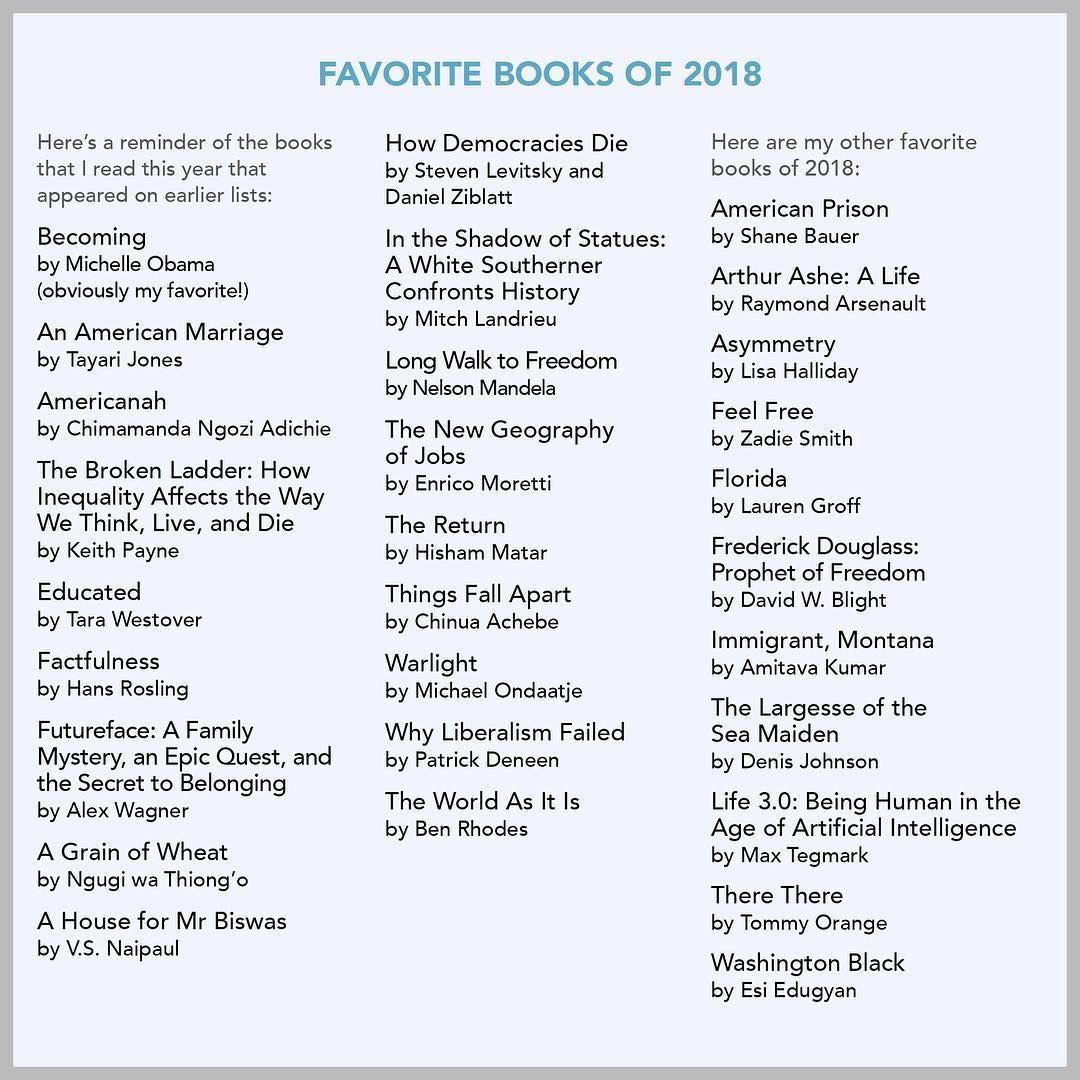 FAVORITE BOOKS OF 2018
Here’s a reminder of the books
that I read this year that
appeared on earlier lists:
Becoming
by Michelle Obama
(obviously my favorite!)
An American Marriage
by Tayari Jones
Americanah
by Chimamanda Ngozi Adichie
The Broken Ladder: How
Inequality Affects the Way
We Think, Live, and Die
by Keith Payne
Educated
by Tara Westover
Factfulness
by Hans Rosling
Futureface: A Family
Mystery, an Epic Quest, and
the Secret to Belonging
by Alex Wagner
A Grain of Wheat
by Ngugi wa Thiong’o
A House for Mr Biswas
by V.S. Naipaul
How Democracies Die
by Steven Levitsky and
Daniel Ziblatt
In the Shadow of Statues:
A White Southerner
Confronts History
by Mitch Landrieu
Long Walk to Freedom
by Nelson Mandela
The New Geography
of Jobs
by Enrico Moretti
The Return
by Hisham Matar
Things Fall Apart
by Chinua Achebe
Warlight
by Michael Ondaatje
Why Liberalism Failed
by Patrick Deneen
The World As It Is
by Ben Rhodes
Here are my other favorite
books of 2018:
American Prison
by Shane Bauer
Arthur Ashe: A Life
by Raymond Arsenault
Asymmetry
by Lisa Halliday
Feel Free
by Zadie Smith
Florida
by Lauren Groff
Frederick Douglass:
Prophet of Freedom
by David W. Blight
Immigrant, Montana
by Amitava Kumar
The Largesse of the
Sea Maiden
by Denis Johnson
Life 3.0: Being Human in the
Age of Artificial Intelligence
by Max Tegmark
There There
by Tommy Orange
Washington Black
by Esi Edugyan